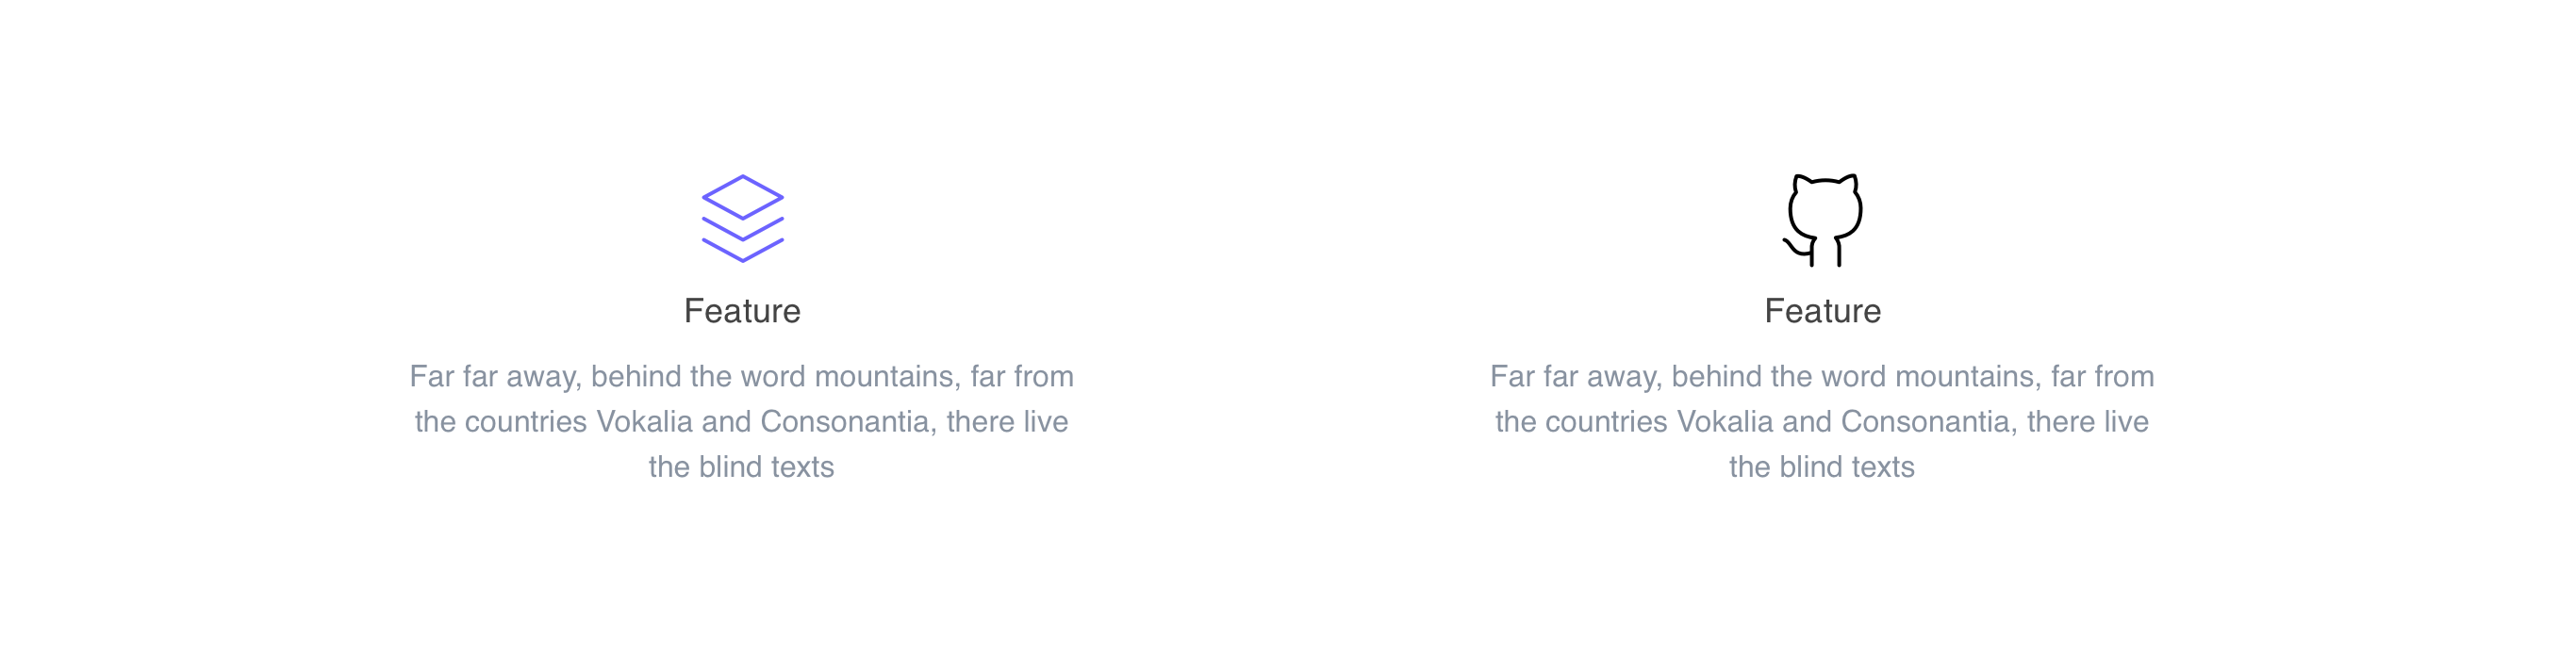 Feature
Far far away, behind the word mountains, far from
the countries Vokalia and Consonantia, there live
the blind texts
Feature
Far far away, behind the word mountains, far from
the countries Vokalia and Consonantia, there live
the blind texts